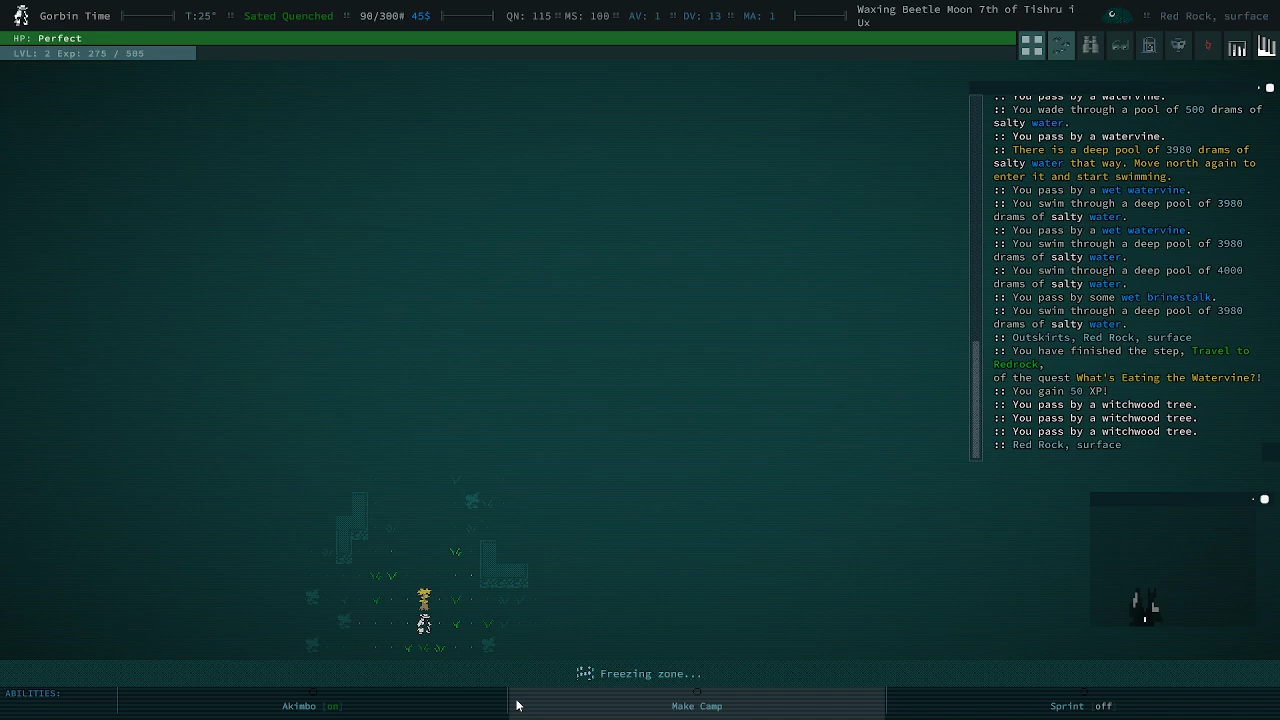 Gorbin Time T:25° Sated Quenched 90/300# 45$ QN: 115 MS: 100 AV: 1 DV: 13 MA: 1 Waxing Beetle Moon 7th of Tishru i Ux Red Rock, surface
HP: Perfect
LVL: 2 Exp: 275 / 505
:: You pass by a watervine.
:: You wade through a pool of 500 drams of
salty water.
:: You pass by a watervine.
:: There is a deep pool of 3980 drams of
salty water that way. Move north again to
enter it and start swimming.
:: You pass by a wet watervine.
:: You swim through a deep pool of 3980
drams of salty water.
:: You pass by a wet watervine.
:: You swim through a deep pool of 3980
drams of salty water.
:: You swim through a deep pool of 4000
drams of salty water.
:: You pass by some wet brinestalk.
:: You swim through a deep pool of 3980
drams of salty water.
:: Outskirts, Red Rock, surface
:: You have finished the step, Travel to
Redrock,
of the quest What's Eating the Watervine?!
:: You gain 50 XP!
:: You pass by a witchwood tree.
:: You pass by a witchwood tree.
:: You pass by a witchwood tree.
:: Red Rock, surface
Freezing zone...
ABILITIES:
Akimbo [on]
Make Camp
Sprint [off]